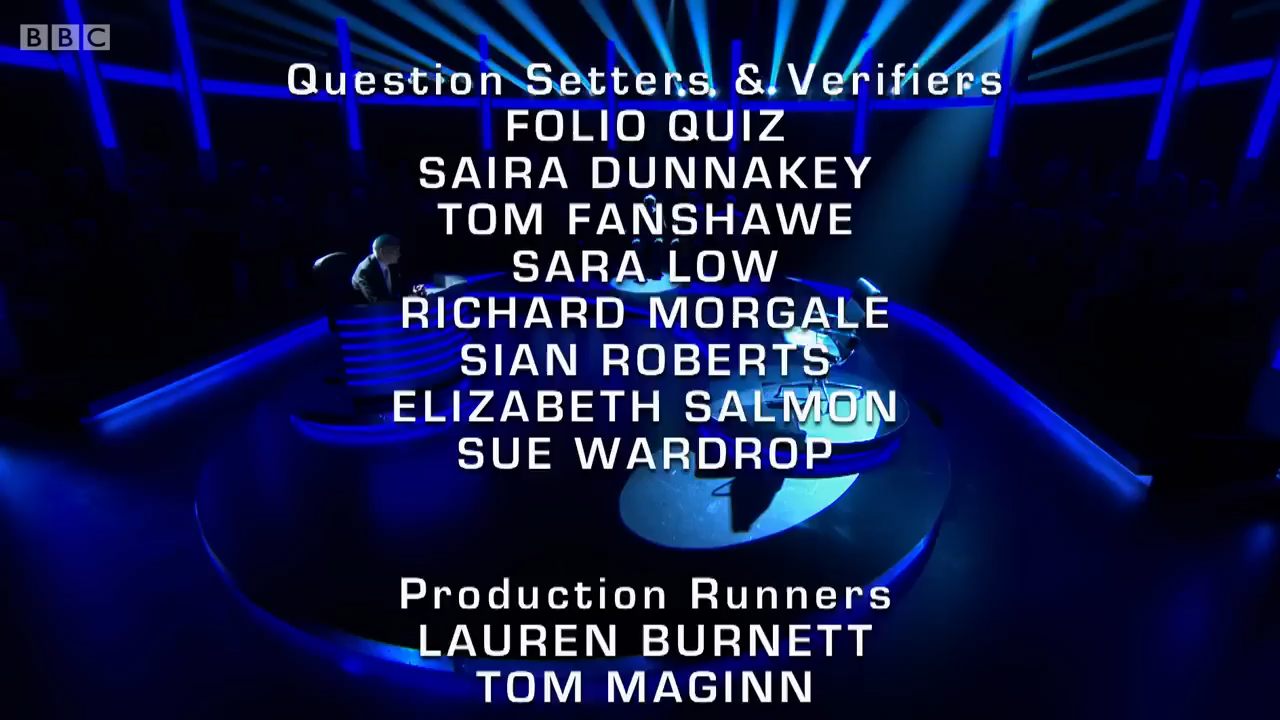 BBC
Question Setters & Verifiers
FOLIO QUIZ
SAIRA DUNNAKEY
TOM FANSHAWE
SARA LOW
RICHARD MORGALE
SIAN ROBERTS
ELIZABETH SALMON
SUE WARDROP
Production Runners
LAUREN BURNETT
TOM MAGINN